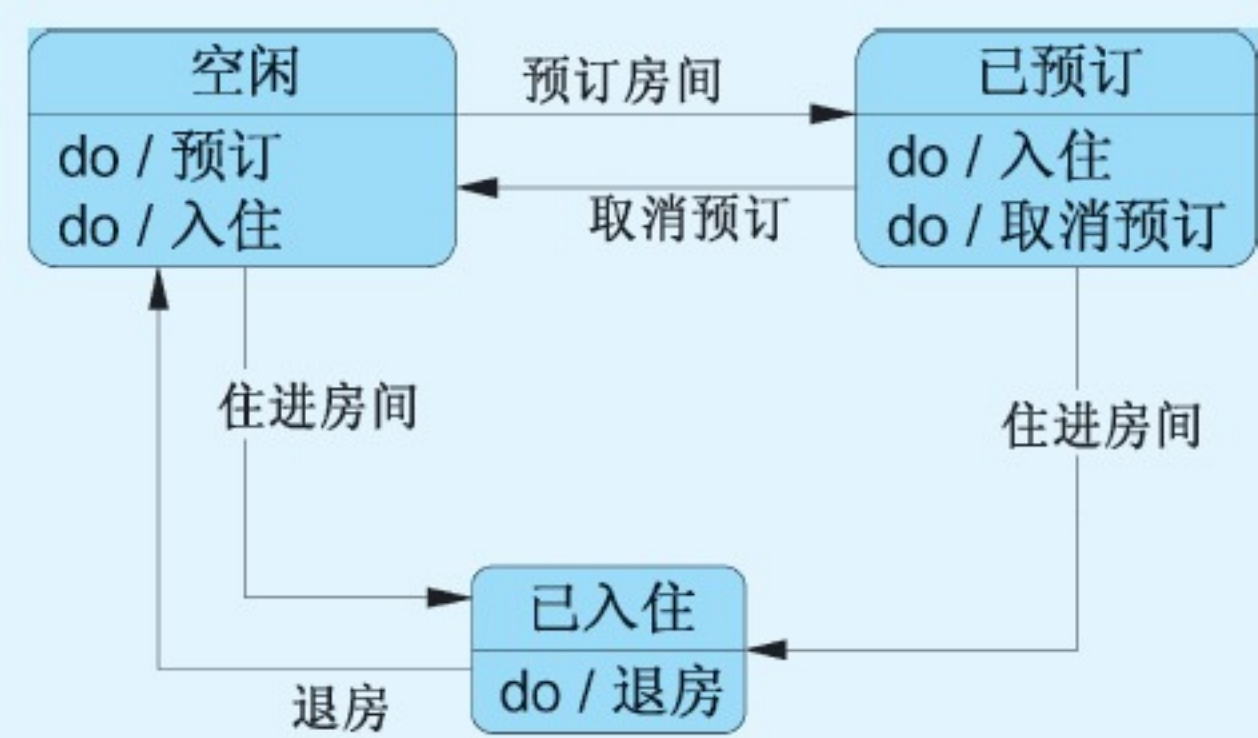 空闲
do / 预订
do / 入住
预订房间
取消预订
已预订
do / 入住
do / 取消预订
住进房间
住进房间
已入住
do / 退房
退房